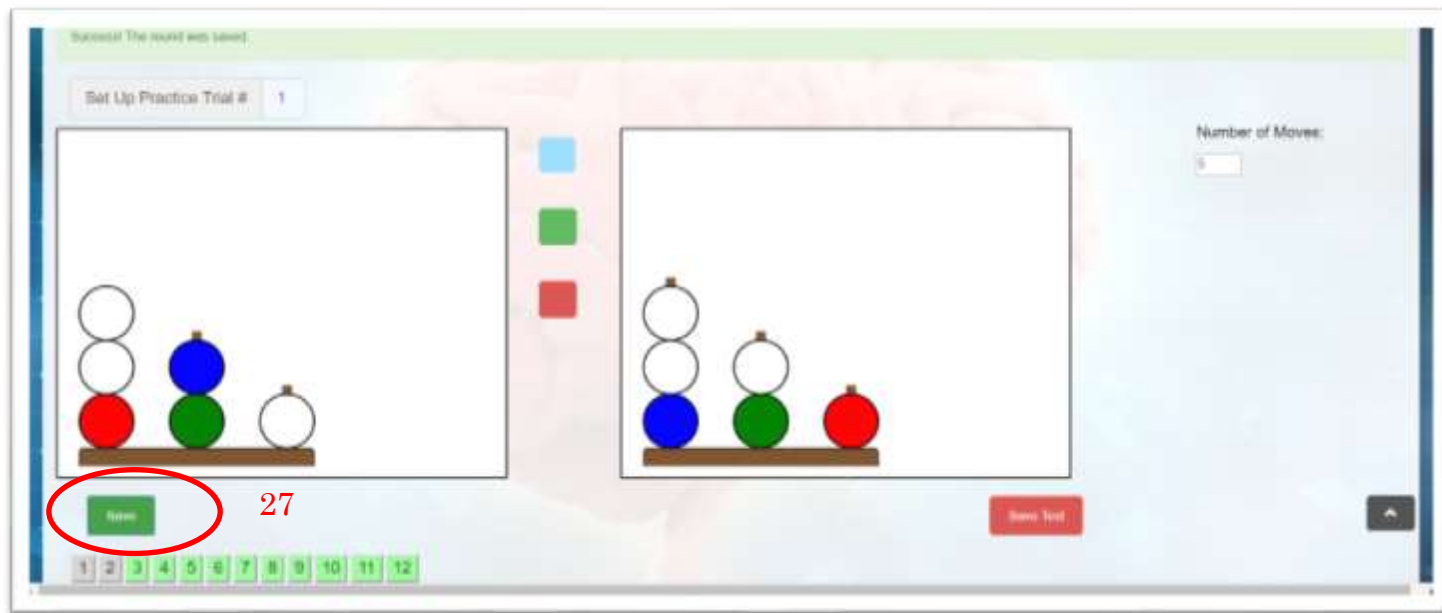 Success! The round was saved.
Set Up Practice Trial # 1
Number of Moves:
Save
27
Save Test
1 2 3 4 5 6 7 8 9 10 11 12